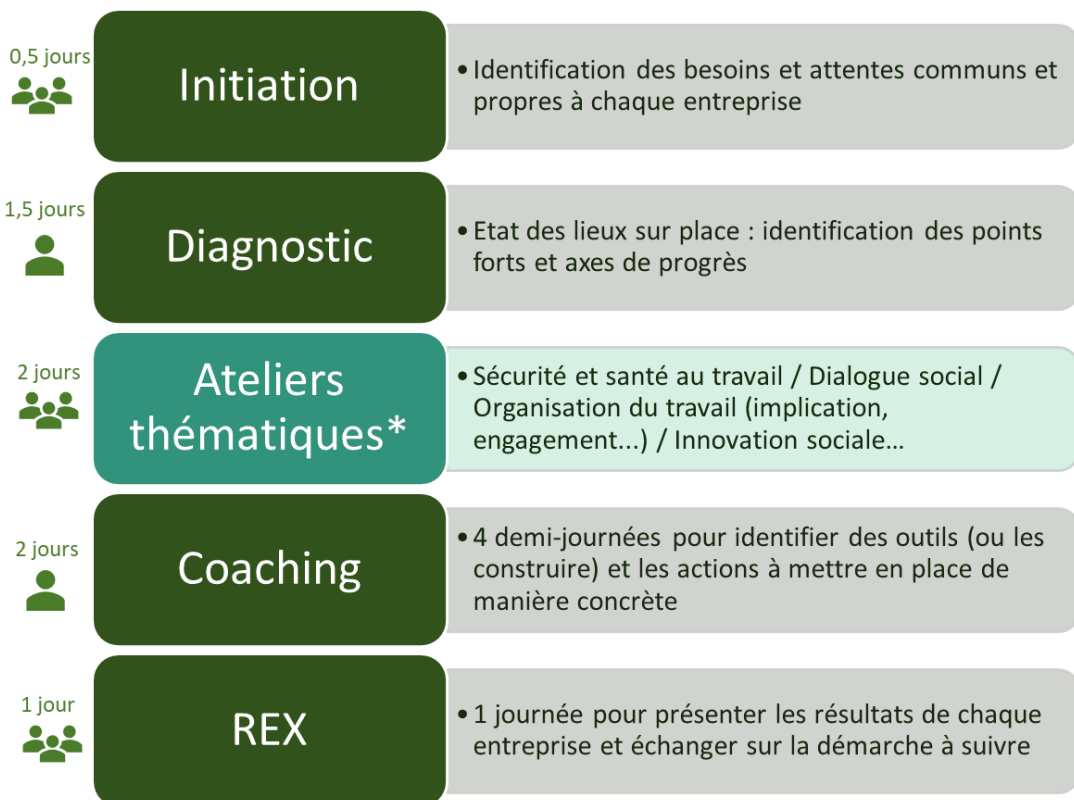 0,5 jours
Initiation
• Identification des besoins et attentes communs et
propres à chaque entreprise
1,5 jours
Diagnostic
• Etat des lieux sur place : identification des points
forts et axes de progrès
2 jours
Ateliers
thématiques*
• Sécurité et santé au travail / Dialogue social /
Organisation du travail (implication,
engagement...) / Innovation sociale…
2 jours
Coaching
• 4 demi-journées pour identifier des outils (ou les
construire) et les actions à mettre en place de
manière concrète
1 jour
REX
• 1 journée pour présenter les résultats de chaque
entreprise et échanger sur la démarche à suivre